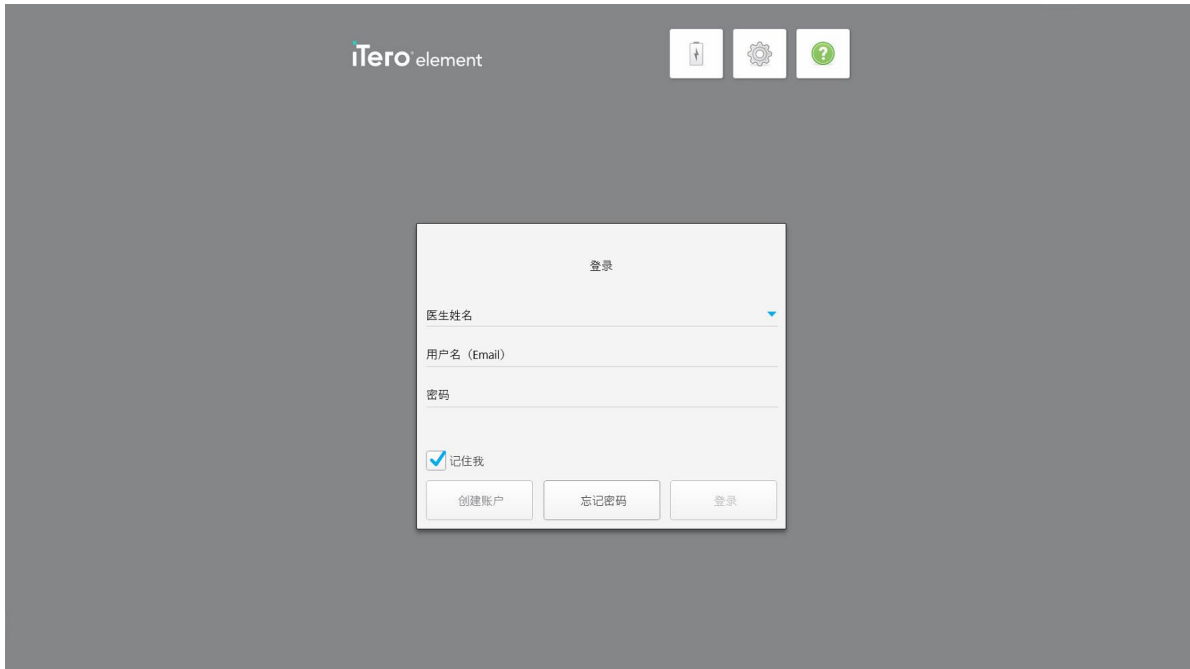 iTero element
登录
医生姓名
用户名（Email）
密码
记住我
创建账户 忘记密码 登录